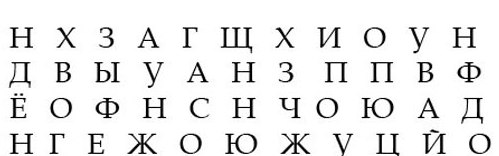 Н Х З А Г Щ Х И О У Н
Д В Ы У А Н З П П В Ф
Ё О Ф Н С Н Ч О Ю А Д
Н Г Е Ж О Ю Ж У Ц Й О